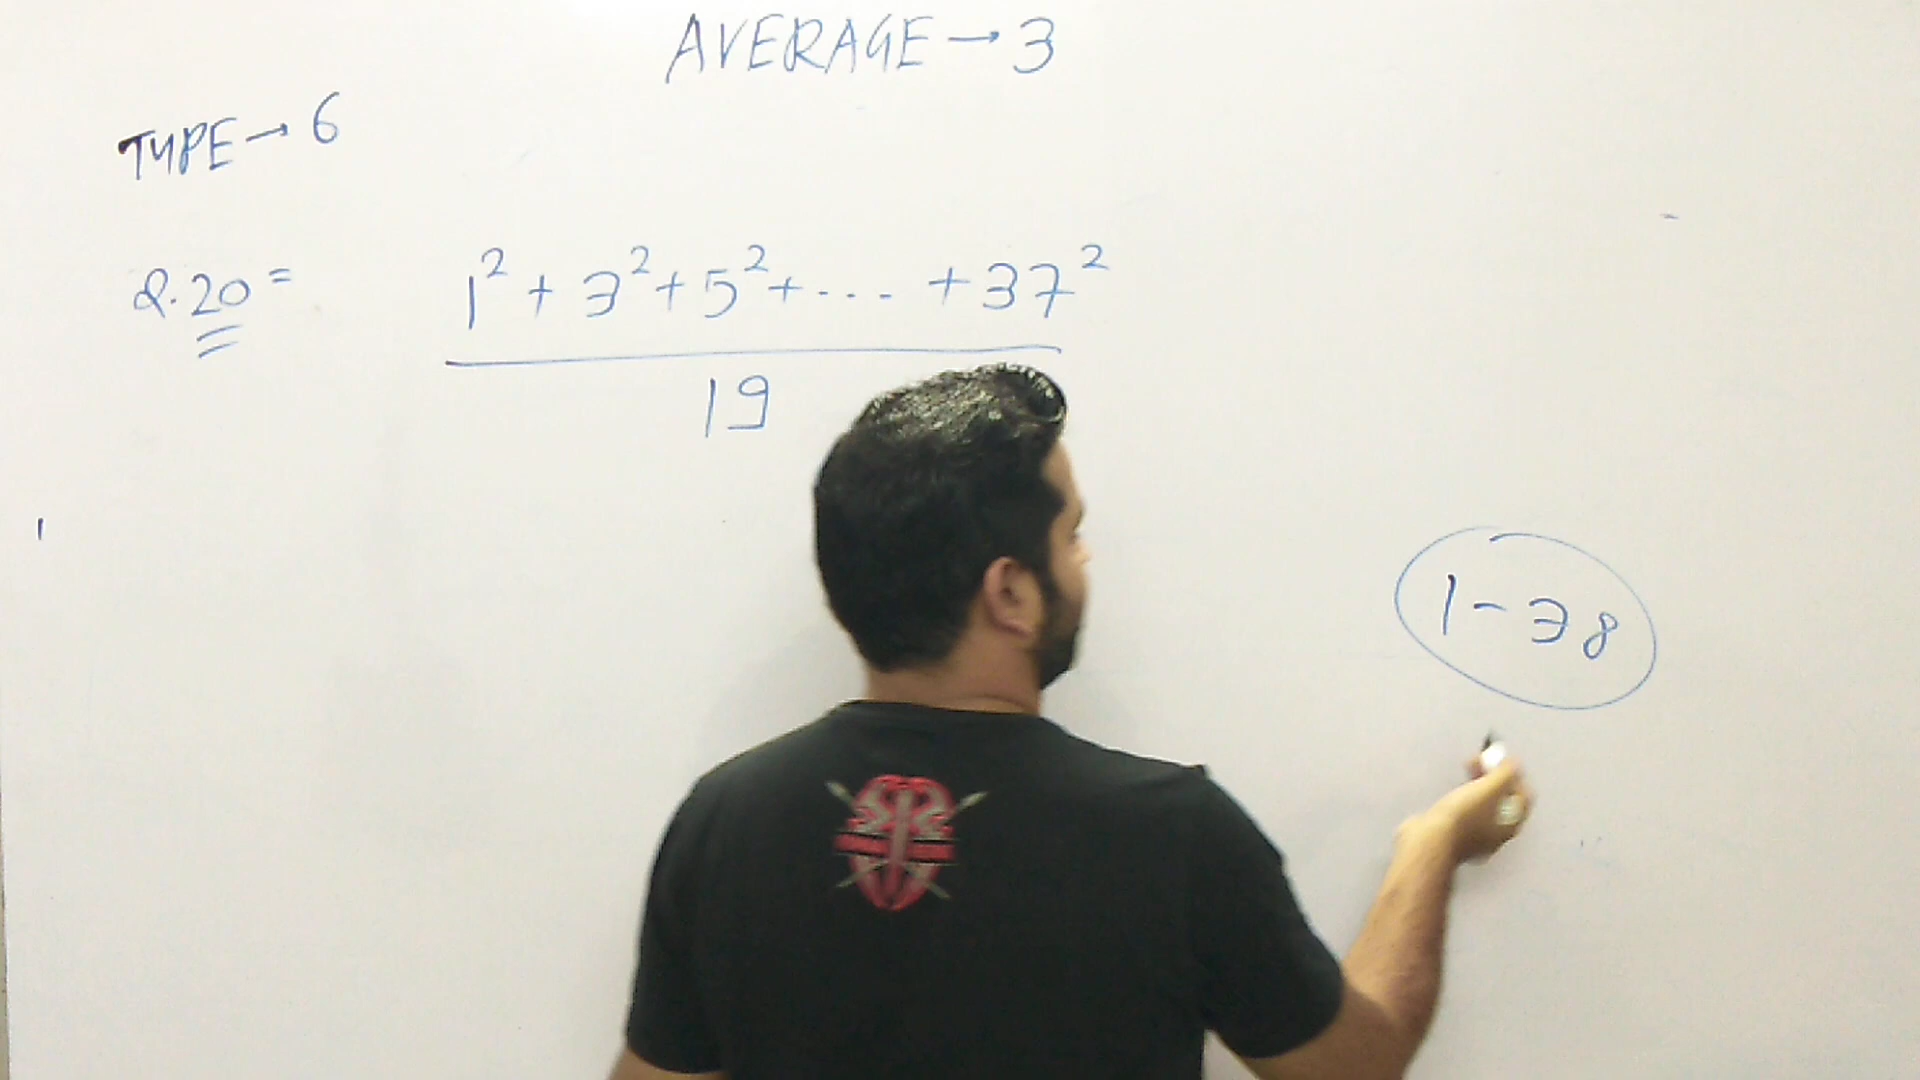 AVERAGE → 3
TYPE → 6
Q.20 =
1² + 3² + 5² + .... + 37²
19
1 - 38